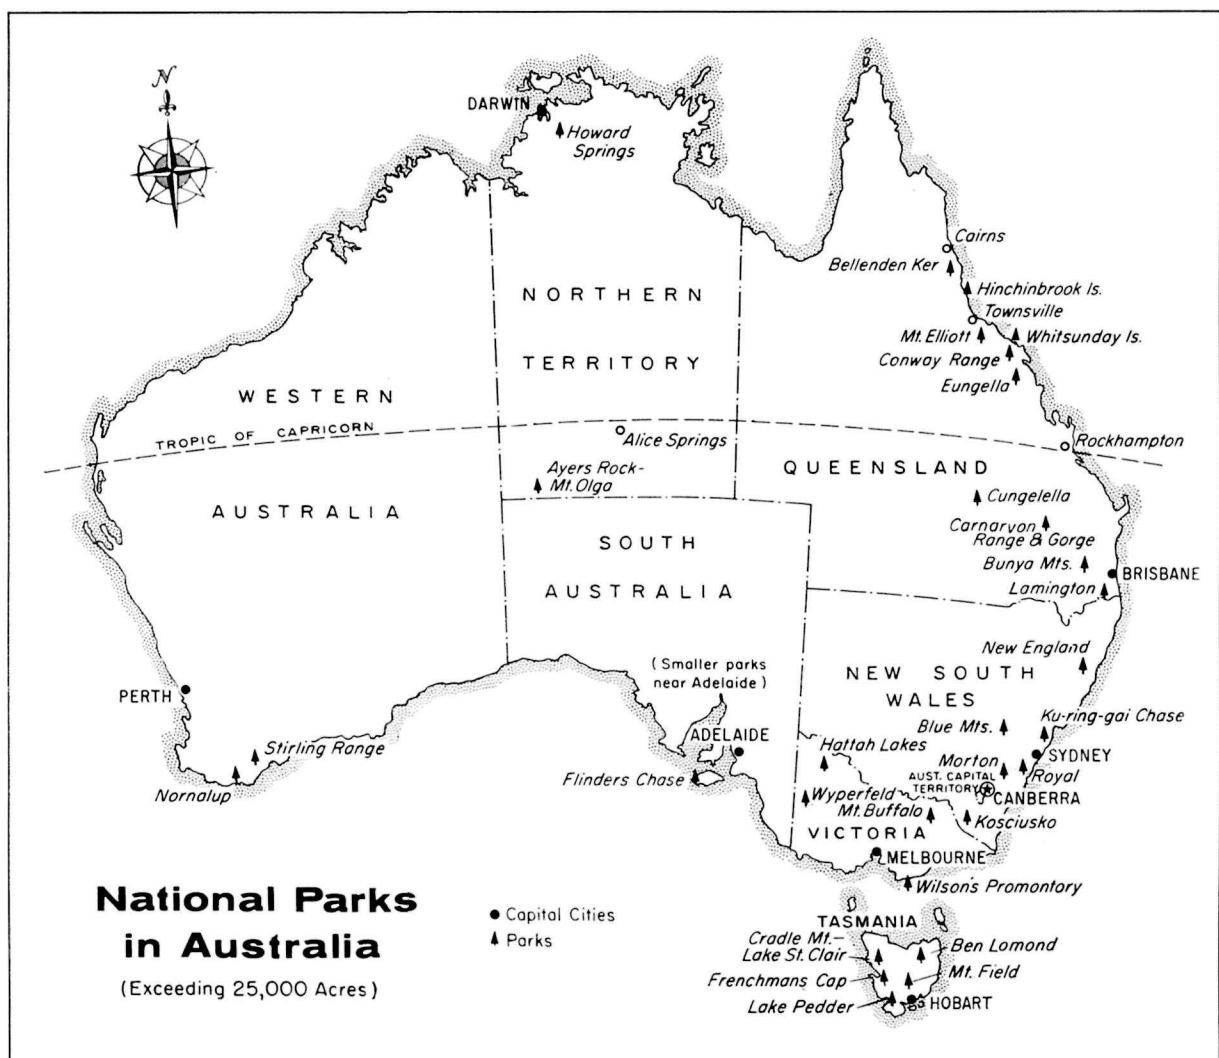 N
DARWIN
Howard
Springs
Cairns
Bellenden Ker
Hinchinbrook Is.
NORTHERN
Townsville
Mt. Elliott
Whitsunday Is.
Conway Range
TERRITORY
Eungella
WESTERN
TROPIC OF CAPRICORN
Alice Springs
Rockhampton
Ayers Rock-
Mt. Olga
QUEENSLAND
Cungelella
AUSTRALIA
Carnarvon
Range & Gorge
SOUTH
Bunya Mts.
BRISBANE
AUSTRALIA
Lamington
New England
(Smaller parks
near Adelaide)
NEW SOUTH
WALES
PERTH
Blue Mts.
Ku-ring-gai Chase
ADELAIDE
Stirling Range
Hattah Lakes
SYDNEY
Morton
Royal
Flinders Chase
AUST. CAPITAL
TERRITORY
CANBERRA
Nornalup
Wyperfeld
Mt. Buffalo
Kosciusko
VICTORIA
MELBOURNE
Wilson's Promontory
National Parks
in Australia
(Exceeding 25,000 Acres)
Capital Cities
Parks
TASMANIA
Cradle Mt.–
Lake St. Clair
Ben Lomond
Frenchmans Cap
Mt. Field
Lake Pedder
HOBART